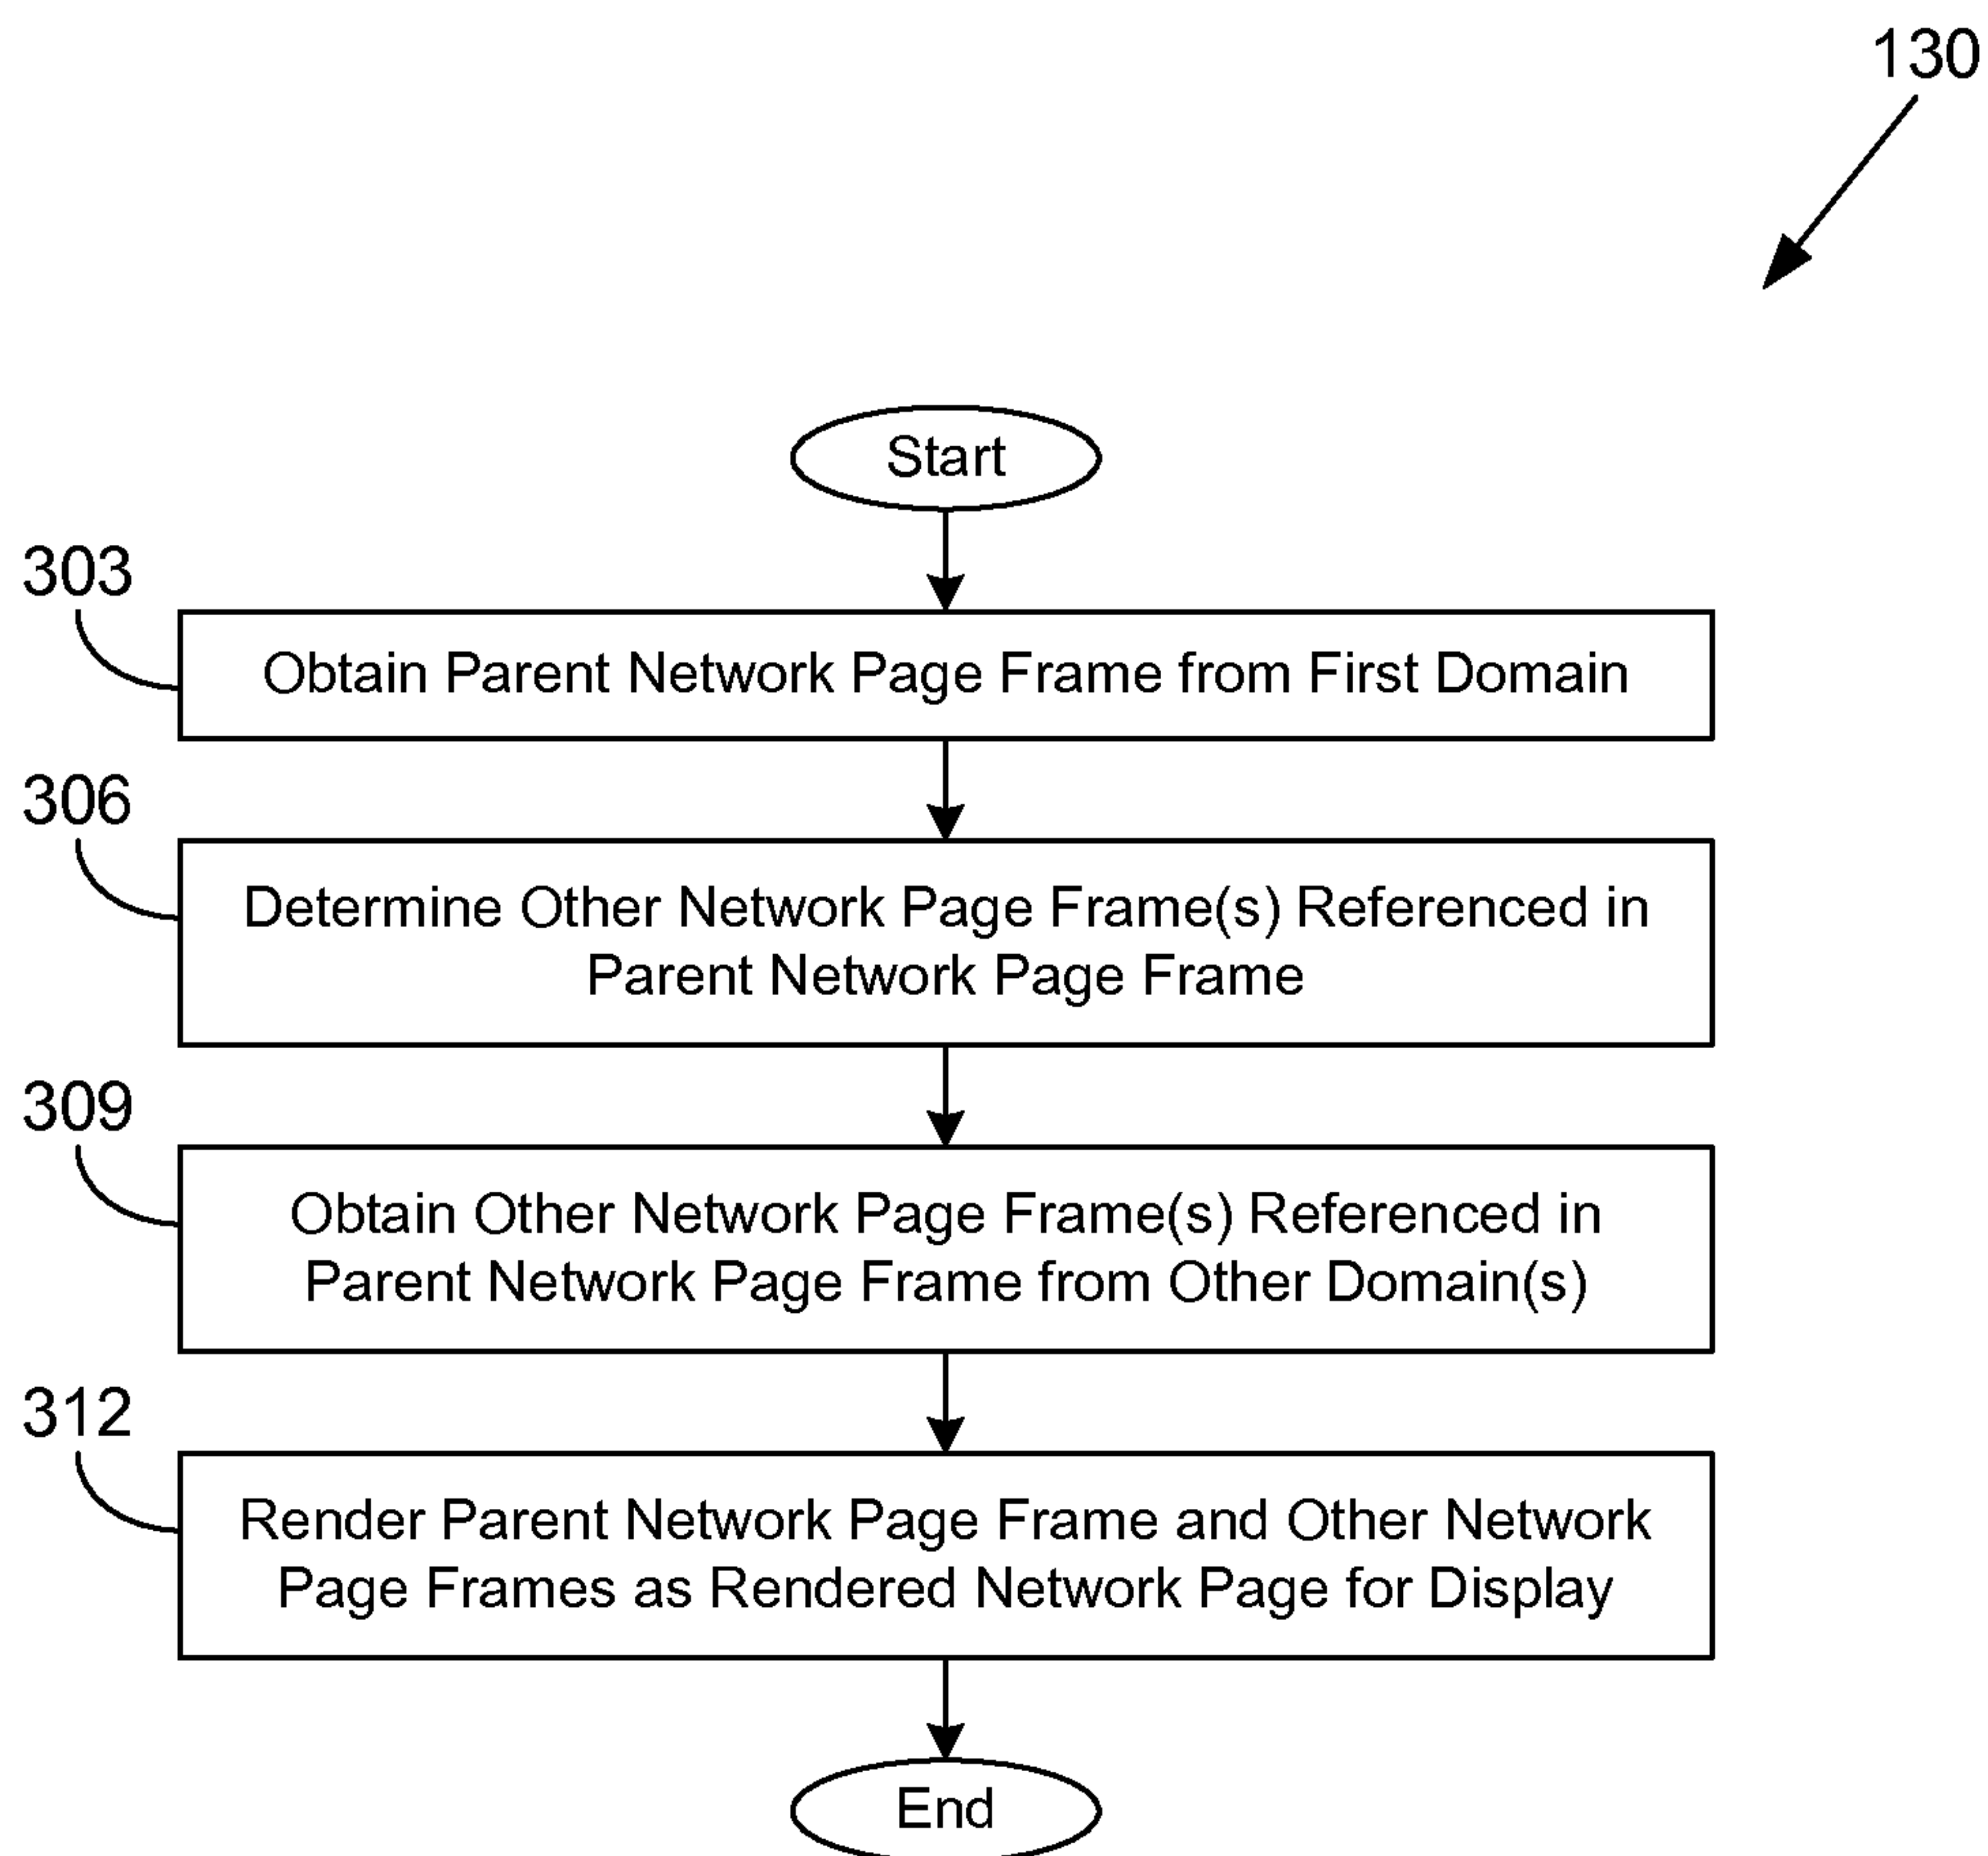 130
Start
303
Obtain Parent Network Page Frame from First Domain
306
Determine Other Network Page Frame(s) Referenced in
Parent Network Page Frame
309
Obtain Other Network Page Frame(s) Referenced in
Parent Network Page Frame from Other Domain(s)
312
Render Parent Network Page Frame and Other Network
Page Frames as Rendered Network Page for Display
End